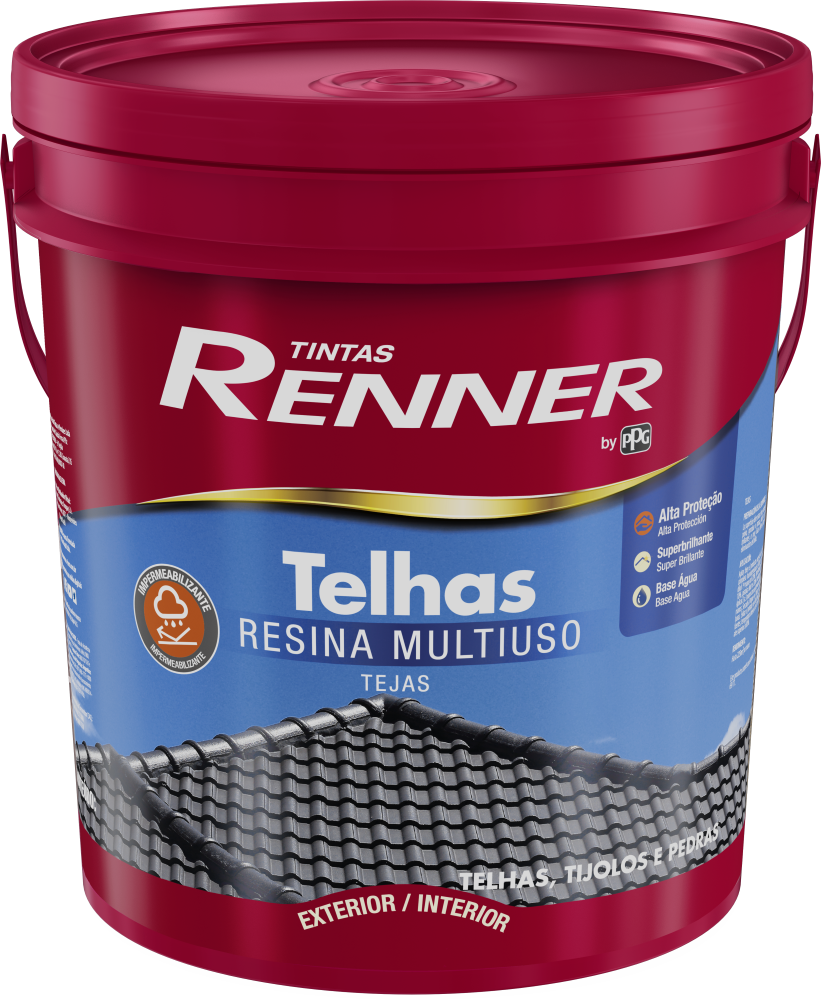 TINTAS
RENNER
by PPG
Alta Proteção
Alta Protección
Superbrilhante
Super Brillante
Base Água
Base Agua
IMPERMEABILIZANTE
IMPERMEABILIZANTE
Telhas
RESINA MULTIUSO
TEJAS
TELHAS, TIJOLOS E PEDRAS
EXTERIOR / INTERIOR